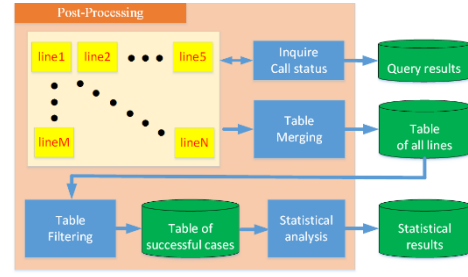 Post-Processing
line1
line2
line5
Inquire
Call status
Query results
lineM
lineN
Table
Merging
Table
of all lines
Table
Filtering
Table of
successful cases
Statistical
analysis
Statistical
results